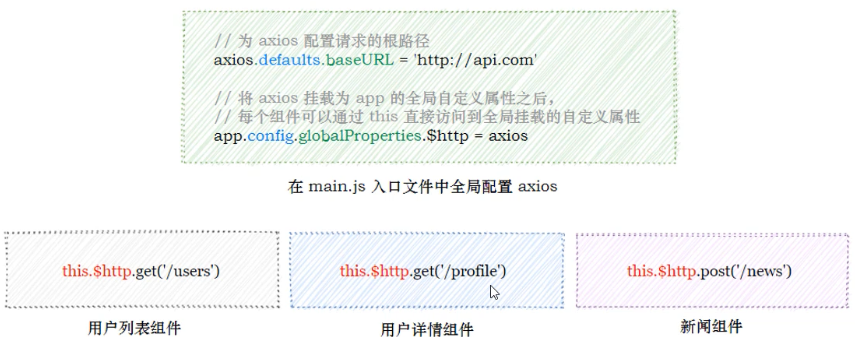 // 为 axios 配置请求的根路径
axios.defaults.baseURL = 'http://api.com'
// 将 axios 挂载为 app 的全局自定义属性之后，
// 每个组件可以通过 this 直接访问到全局挂载的自定义属性
app.config.globalProperties.$http = axios
在 main.js 入口文件中全局配置 axios
this.$http.get('/users')
this.$http.get('/profile')
this.$http.post('/news')
用户列表组件
用户详情组件
新闻组件